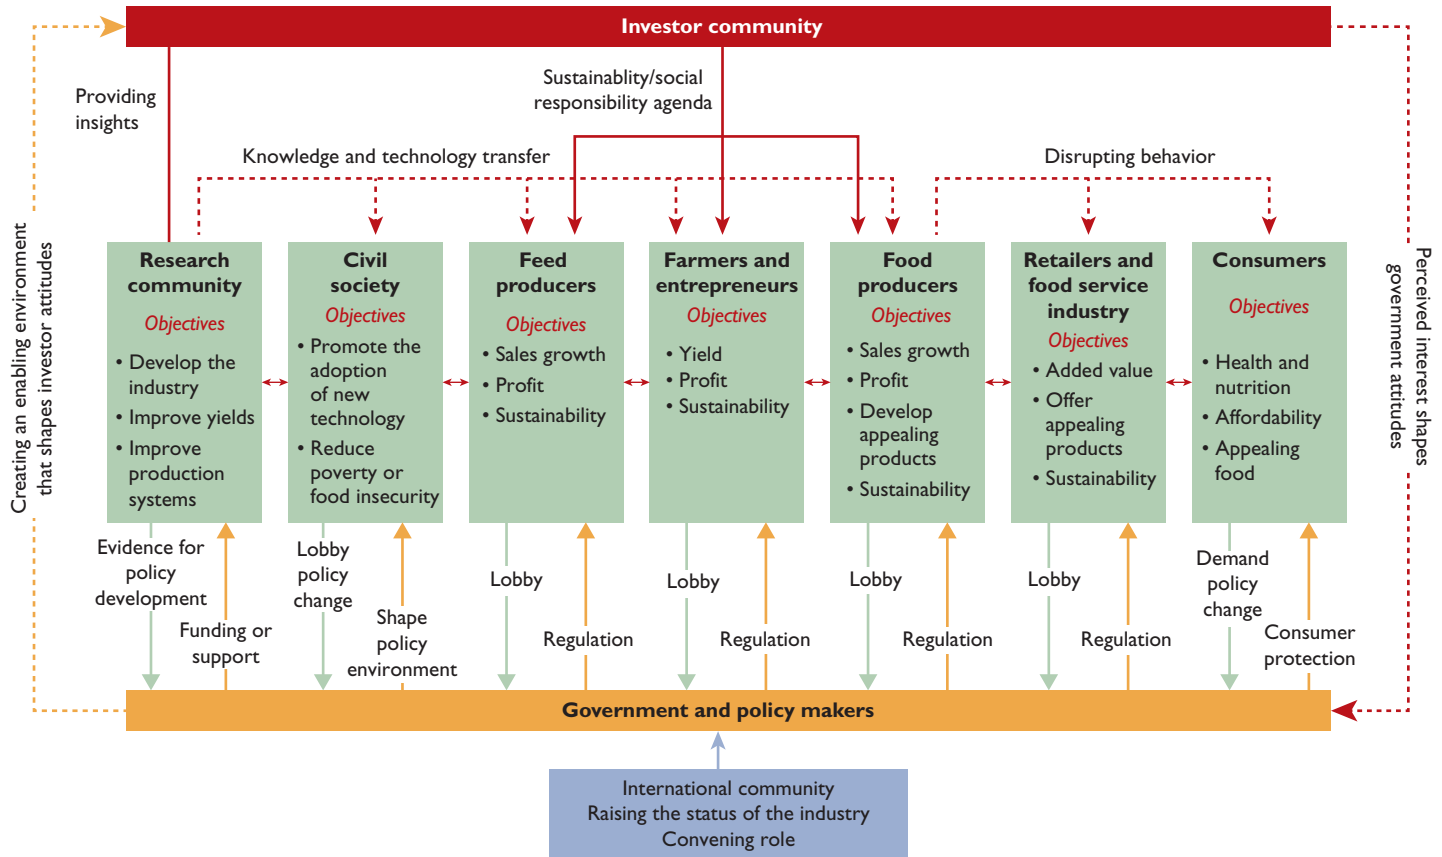 Investor community
Providing
insights
Sustainablity/social
responsibility agenda
Knowledge and technology transfer
Disrupting behavior
Creating an enabling environment
that shapes investor attitudes
Perceived interest shapes
government attitudes
Research
community
Objectives
• Develop the
industry
• Improve yields
• Improve
production
systems
Civil
society
Objectives
• Promote the
adoption
of new
technology
• Reduce
poverty or
food insecurity
Feed
producers
Objectives
• Sales growth
• Profit
• Sustainability
Farmers and
entrepreneurs
Objectives
• Yield
• Profit
• Sustainability
Food
producers
Objectives
• Sales growth
• Profit
• Develop
appealing
products
• Sustainability
Retailers and
food service
industry
Objectives
• Added value
• Offer
appealing
products
• Sustainability
Consumers
Objectives
• Health and
nutrition
• Affordability
• Appealing
food
Evidence for
policy
development
Funding or
support
Lobby
policy
change
Shape
policy
environment
Lobby
Regulation
Lobby
Regulation
Lobby
Regulation
Lobby
Regulation
Demand
policy
change
Consumer
protection
Government and policy makers
International community
Raising the status of the industry
Convening role